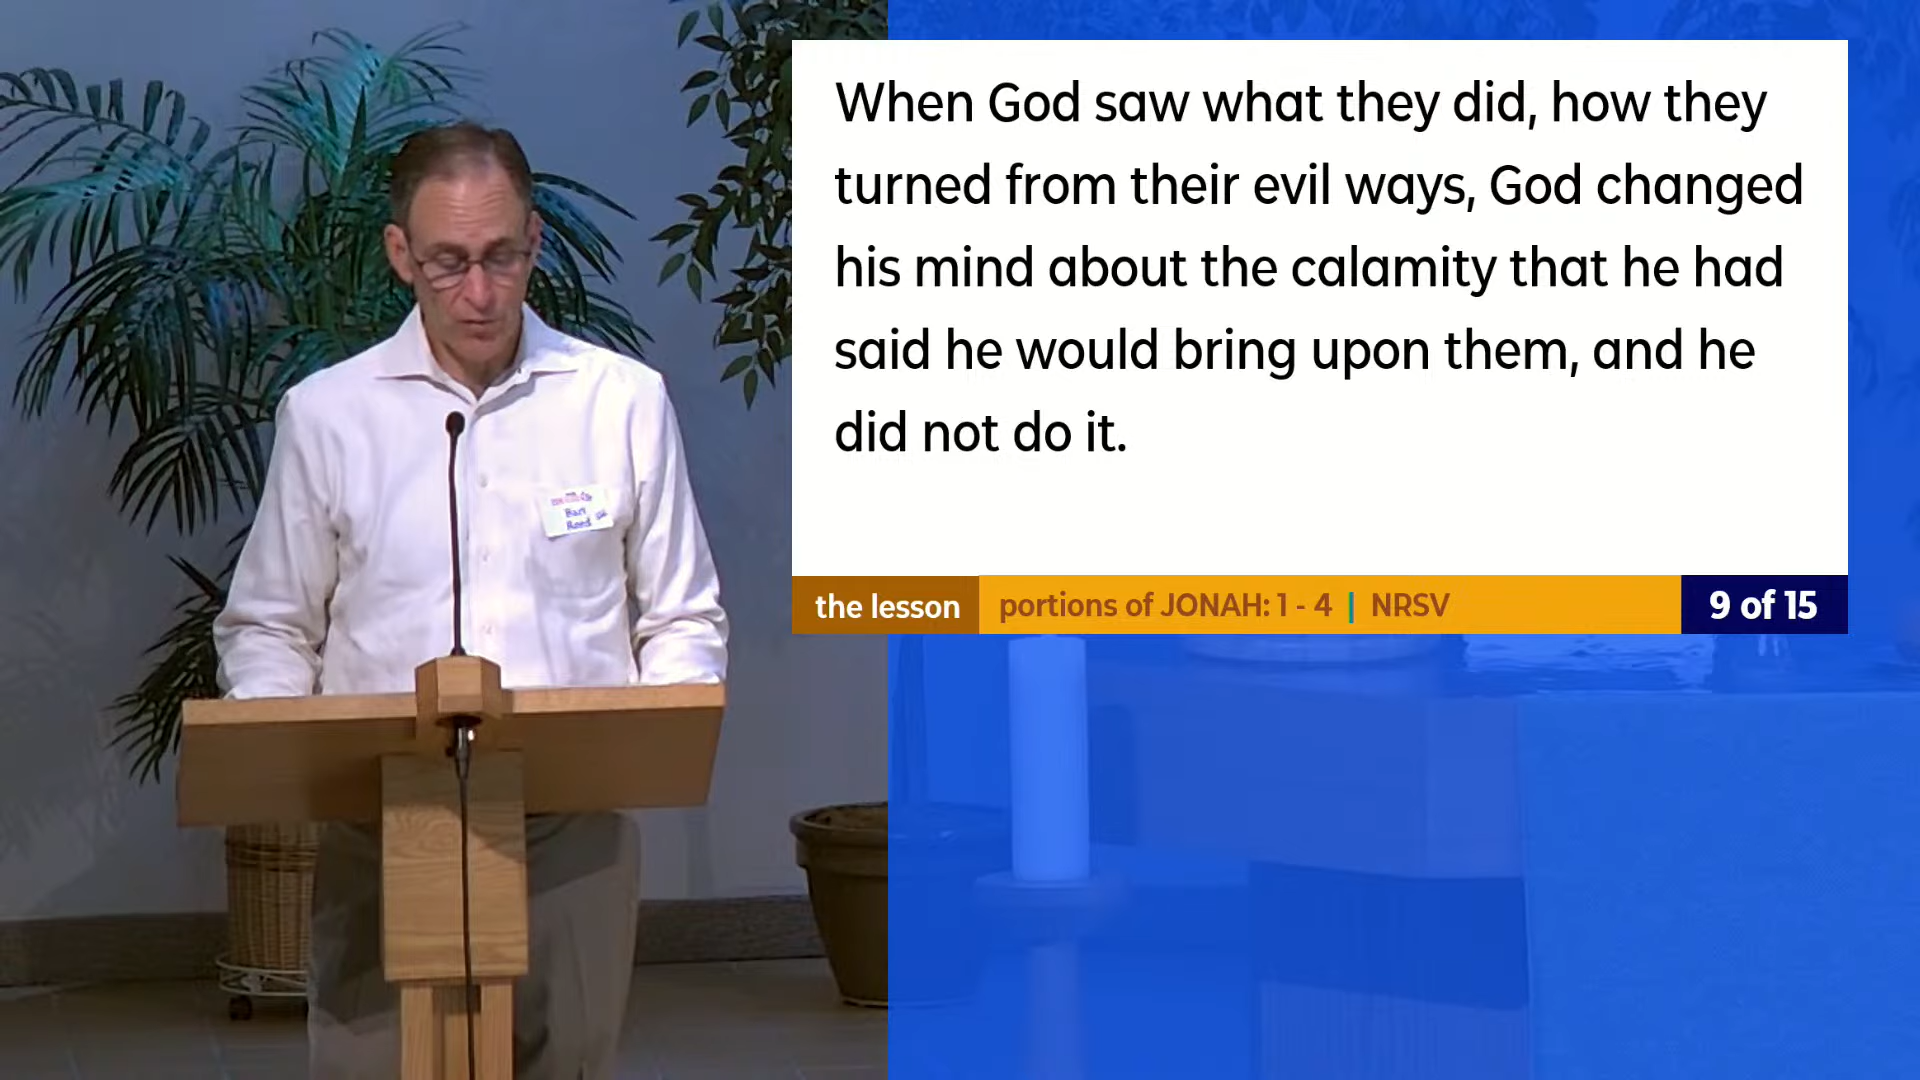 When God saw what they did, how they
turned from their evil ways, God changed
his mind about the calamity that he had
said he would bring upon them, and he
did not do it.
the lesson
portions of JONAH: 1 - 4 | NRSV
9 of 15